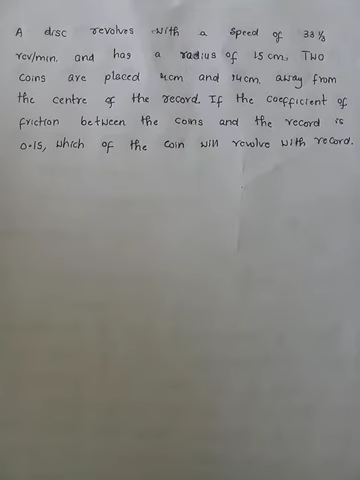 A disc revolves with a speed of 33 1/3
rev/min. and has a radius of 15 cm. Two
coins are placed 4cm and 14cm. away from
the centre of the record. If the coefficient of
friction between the coins and the record is
0.15, which of the coin will revolve with record.